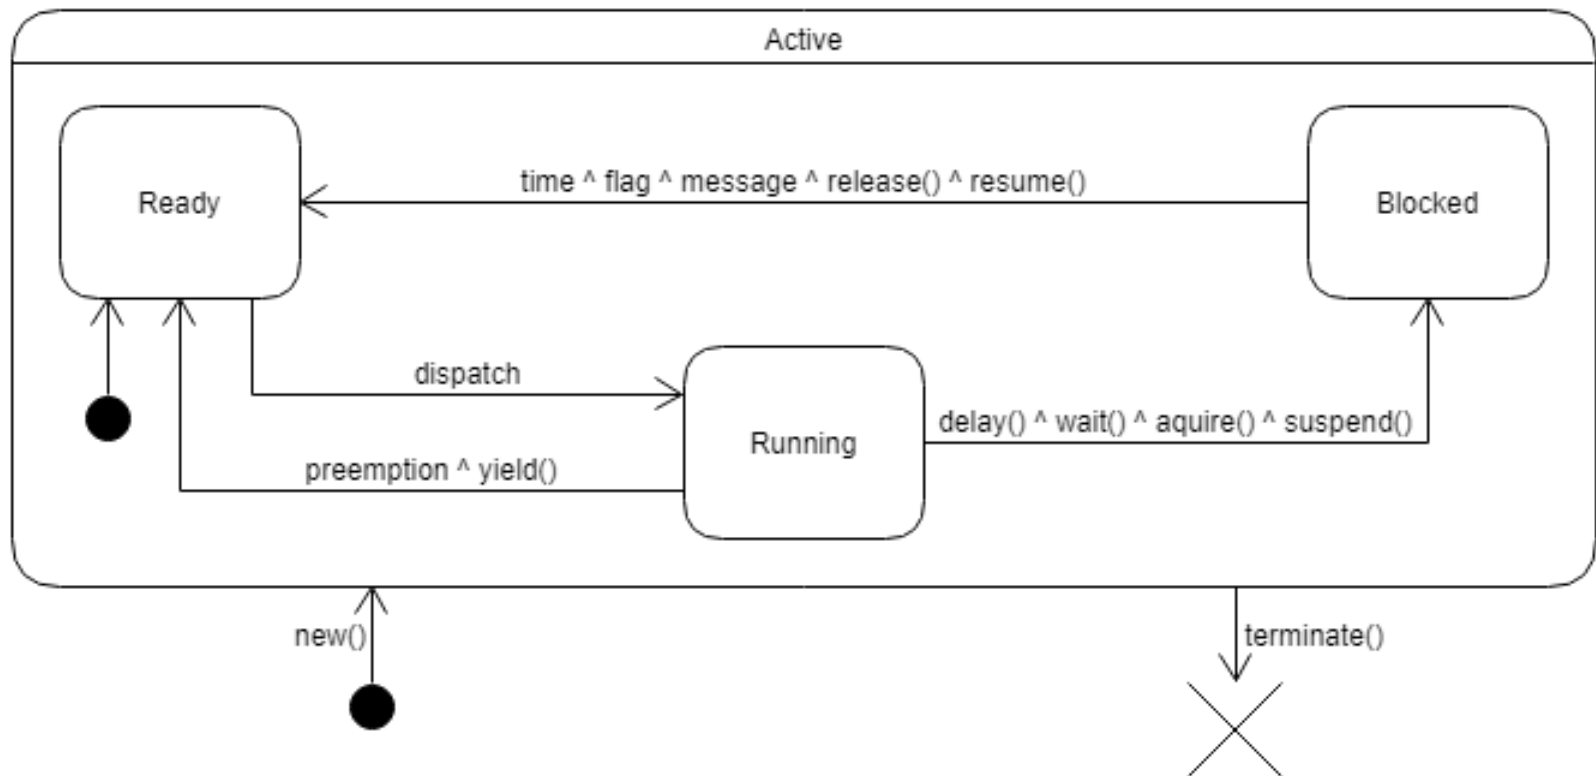 Active
time ^ flag ^ message ^ release() ^ resume()
Ready
Blocked
dispatch
delay() ^ wait() ^ aquire() ^ suspend()
Running
preemption ^ yield()
new()
terminate()